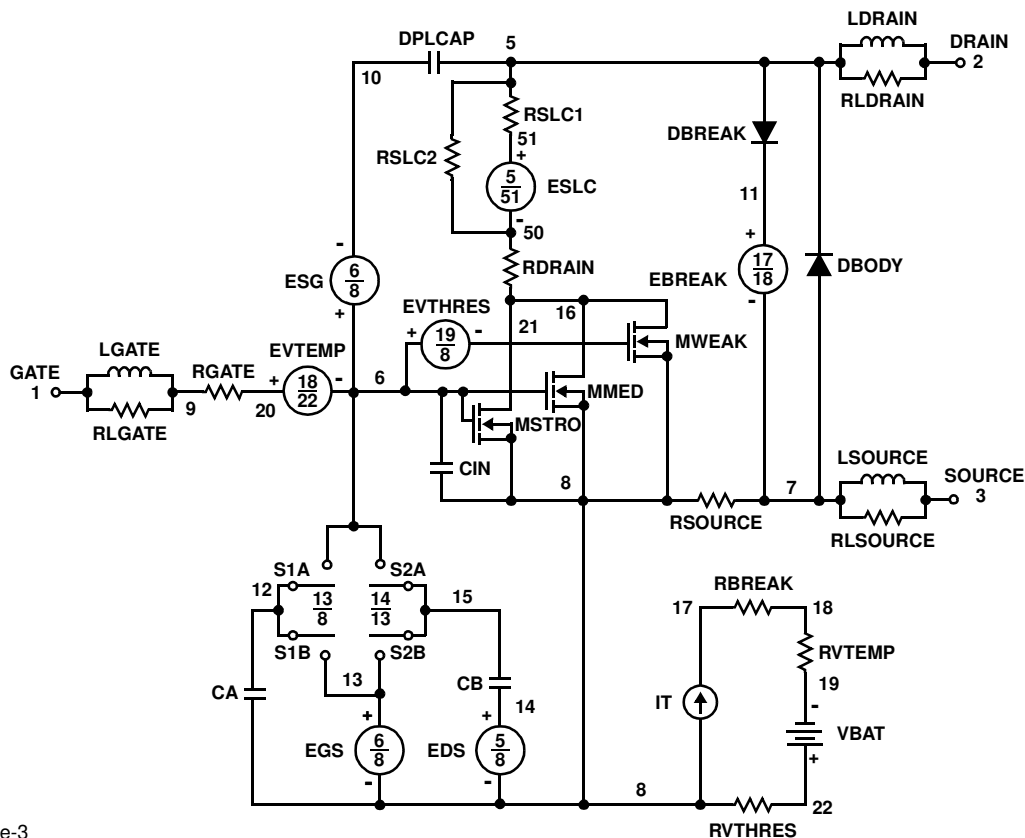 LDRAIN
DPLCAP 5 DRAIN
10 2
RSLC1 RLDRAIN
DBREAK
51
RSLC2 +
5
51
ESLC
11
-
50
-
+
RDRAIN
17
18
6
8
ESG
EBREAK
DBODY
EVTHRES
16
-
+
+
-
21
19
8
MWEAK
LGATE
EVTEMP
GATE
RGATE
+
-
6
MMED
1
18
22
9
20
MSTRO
RLGATE
LSOURCE
CIN
8
7
SOURCE
3
RSOURCE
RLSOURCE
S1A S2A
12
13
8
14
13
15
RBREAK
17 18
S1B S2B
RVTEMP
13
CA
CB
19
IT
14
-
+
+
VBAT
EGS
6
8
EDS
5
8
+
-
-
8
22
RVTHRES
e-3